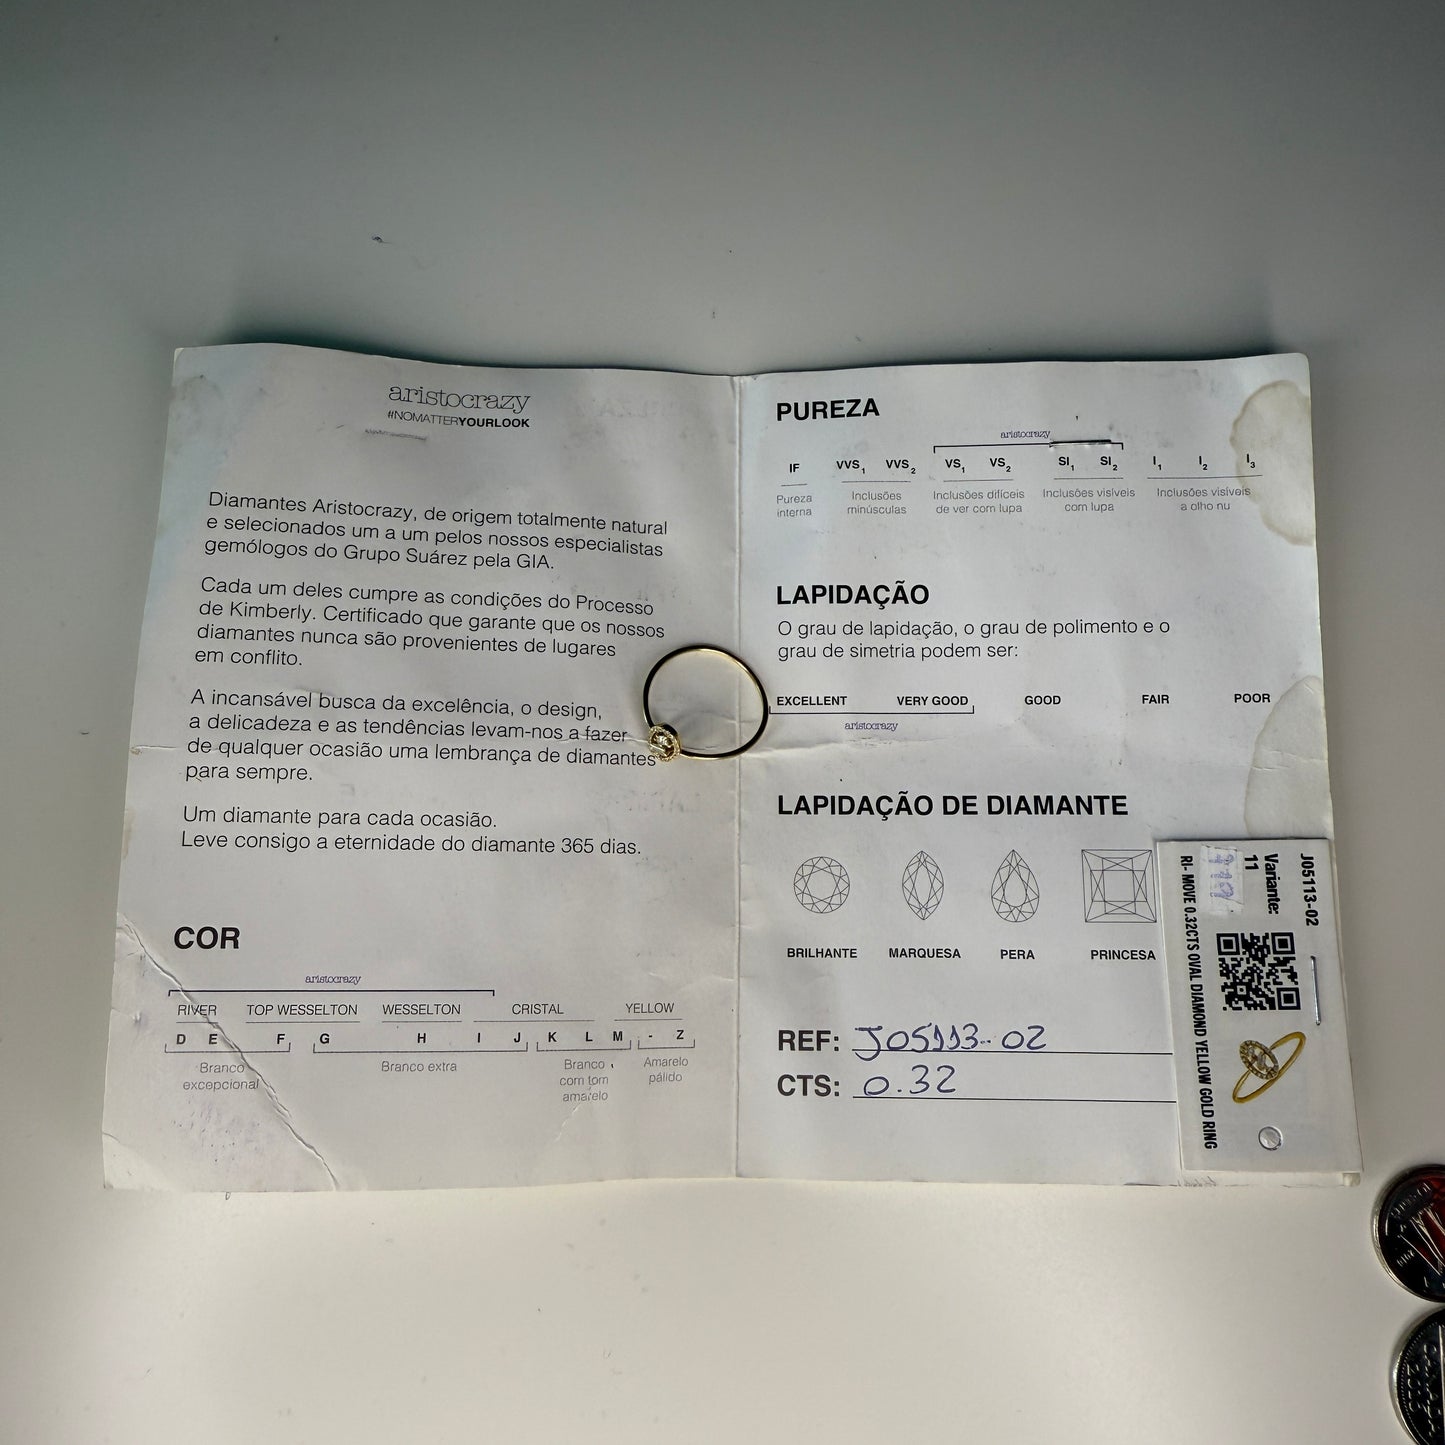 aristocrazy
#NOMATTERYOURLOOK
Diamantes Aristocrazy, de origem totalmente natural
e selecionados um a um pelos nossos especialistas
gemólogos do Grupo Suárez pela GIA.
Cada um deles cumpre as condições do Processo
de Kimberly. Certificado que garante que os nossos
diamantes nunca são provenientes de lugares
em conflito.
A incansável busca da excelência, o design,
a delicadeza e as tendências levam-nos a fazer
de qualquer ocasião uma lembrança de diamantes
para sempre.
Um diamante para cada ocasião.
Leve consigo a eternidade do diamante 365 dias.
COR
aristocrazy
RIVER TOP WESSELTON WESSELTON CRISTAL YELLOW
D E F G H I J K L M - Z
Branco excepcional
Branco extra
Branco com tom amarelo
Amarelo pálido
PUREZA
aristocrazy
IF VVS1 VVS2 VS1 VS2 SI1 SI2 I1 I2 I3
Pureza interna
Inclusões minúsculas
Inclusões difíceis de ver com lupa
Inclusões visíveis com lupa
Inclusões visíveis a olho nu
LAPIDAÇÃO
O grau de lapidação, o grau de polimento e o
grau de simetria podem ser:
EXCELLENT VERY GOOD GOOD FAIR POOR
aristocrazy
LAPIDAÇÃO DE DIAMANTE
BRILHANTE MARQUESA PERA PRINCESA
REF: J05113-02
CTS: 0.32
J05113-02
Variante:
11
RI- MOVE 0.32CTS OVAL DIAMOND YELLOW GOLD RING